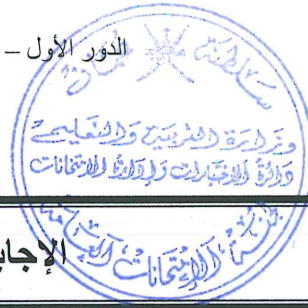 الدور الأول –
سلطنة عمان
وزارة التربية والتعليم
دائرة الاختبارات وإدارة الامتحانات
الإجاب